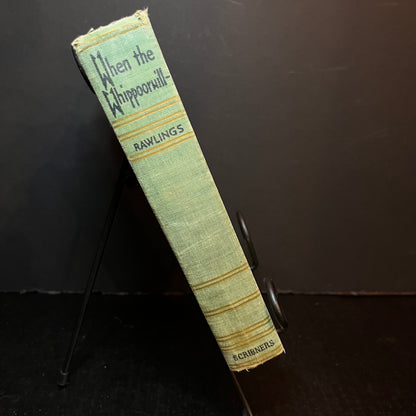 When the
Whippoorwill-
RAWLINGS
SCRIBNERS